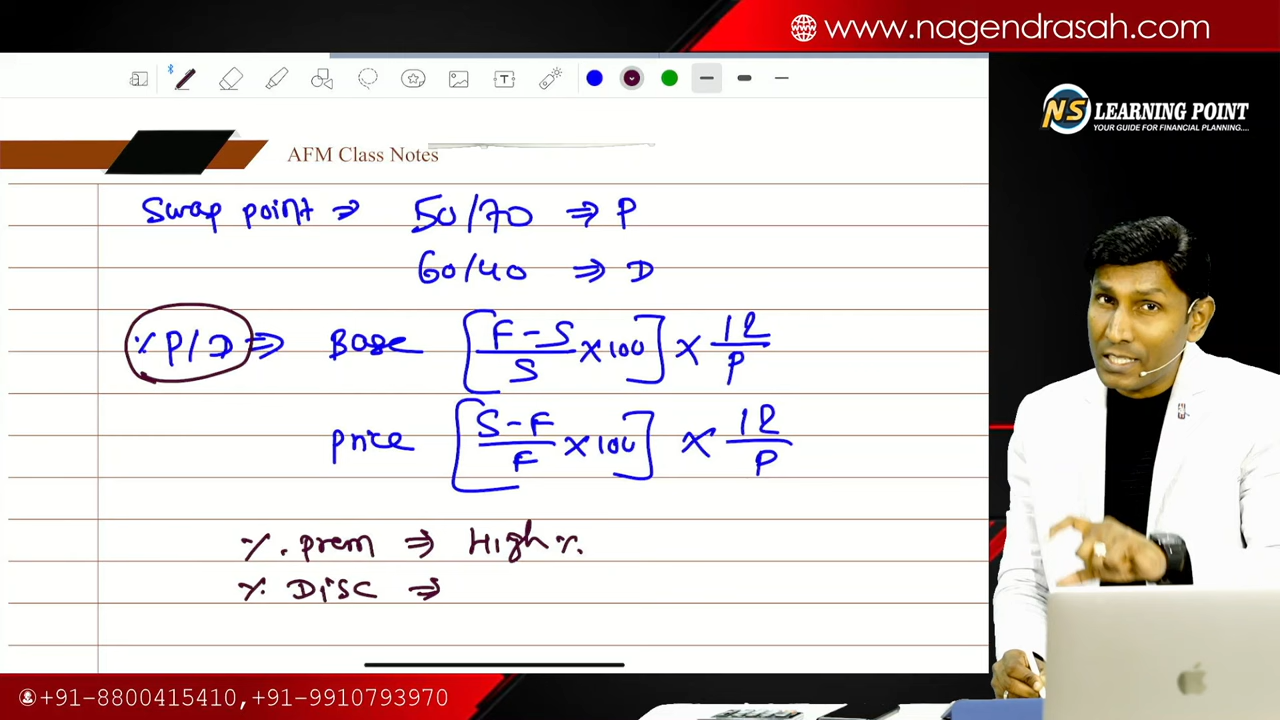 www.nagendrasah.com
NS LEARNING POINT
YOUR GUIDE FOR FINANCIAL PLANNING....
AFM Class Notes
Swap point ⇒ 50/70 ⇒ P
60/40 ⇒ D
% P/D ⇒ Base [F-S/S × 100] × 12/P
Price [S-F/F × 100] × 12/P
%. prem ⇒ High %.
%. Disc ⇒
+91-8800415410,+91-9910793970